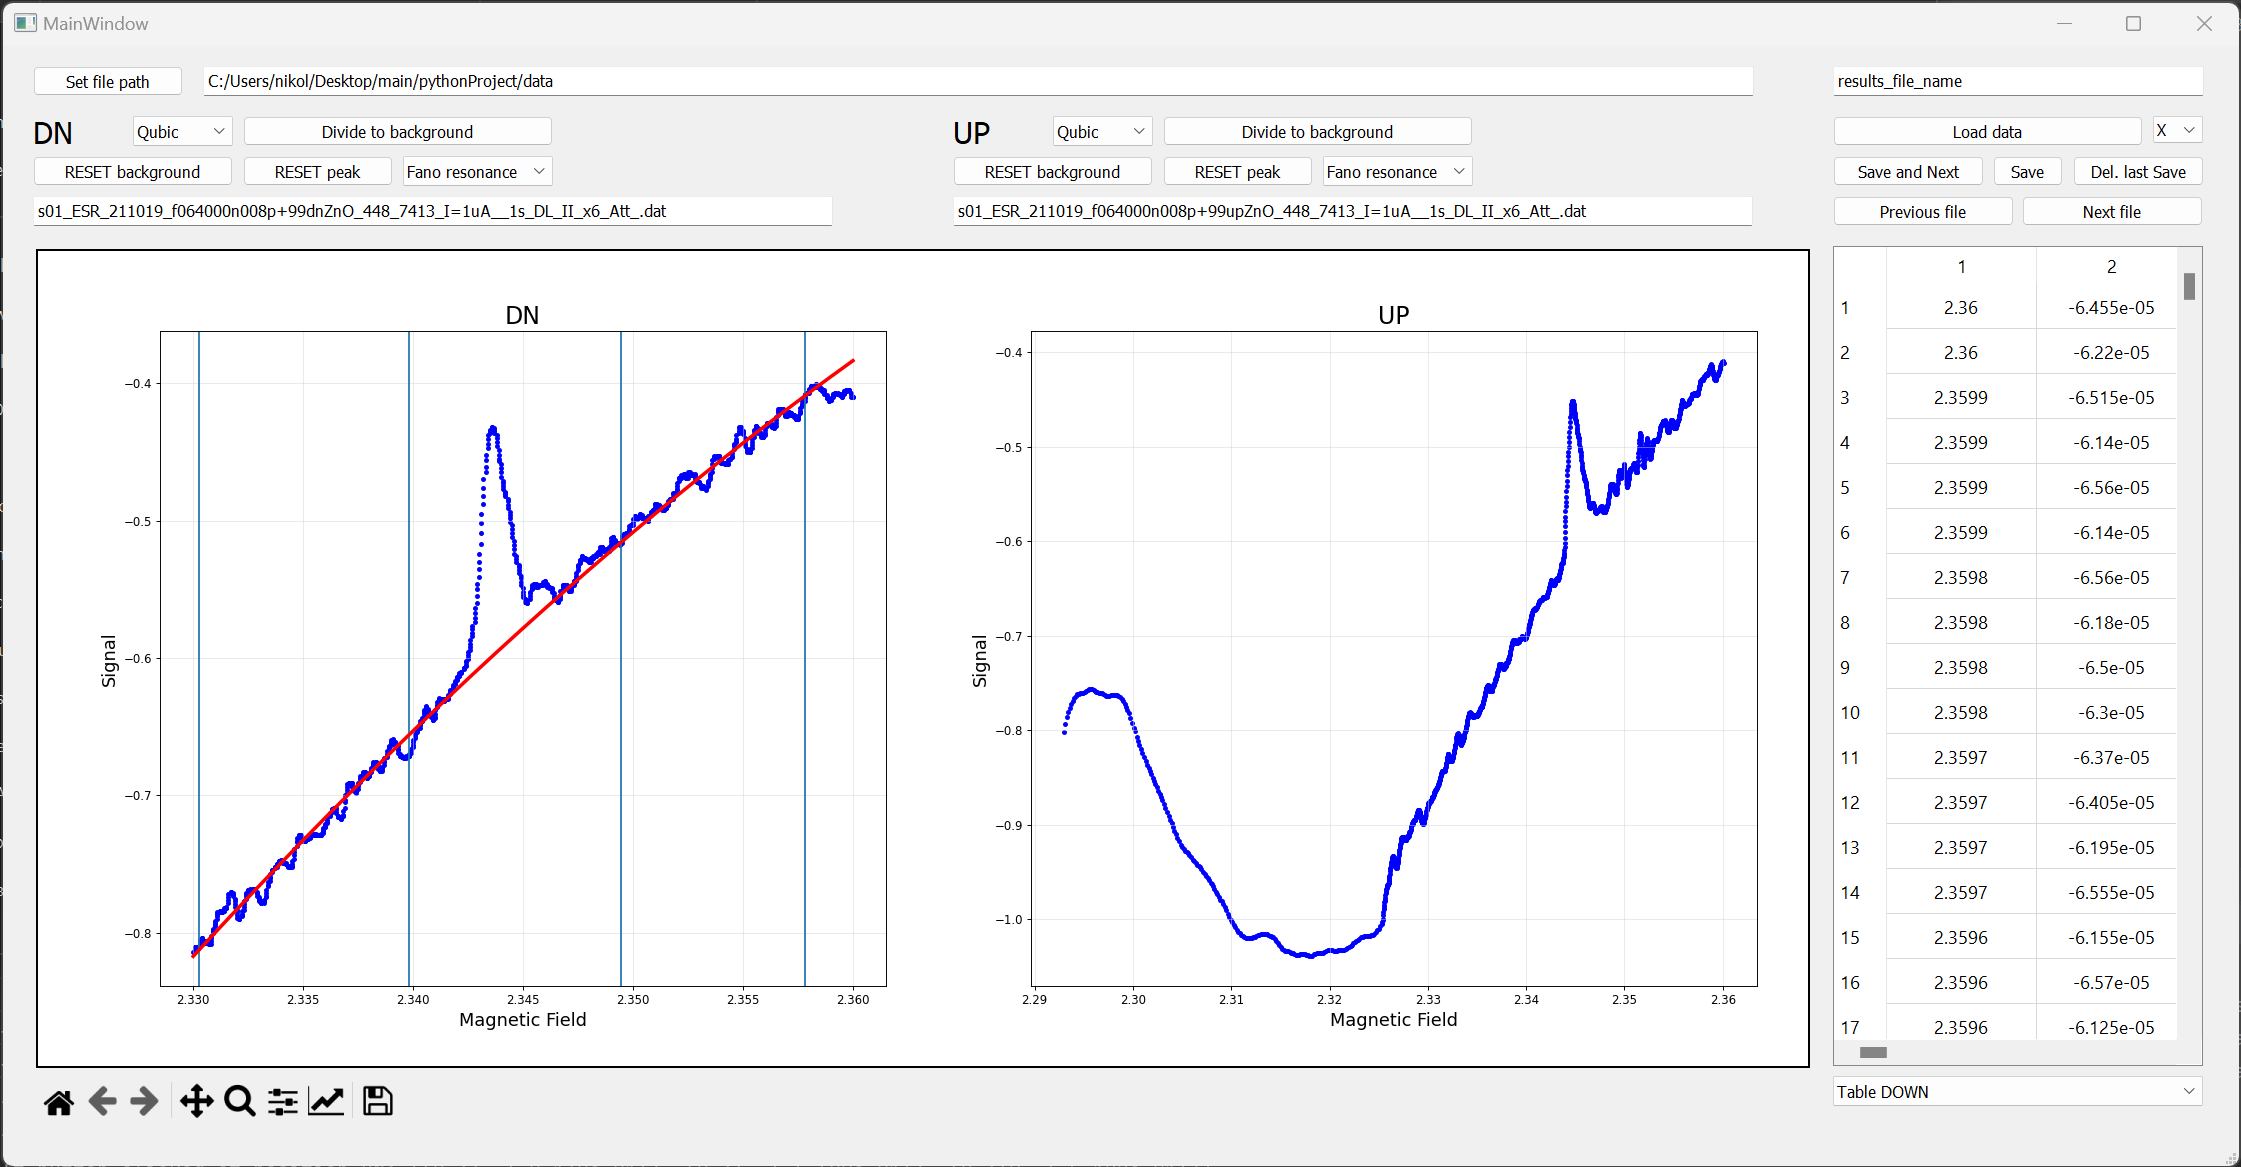 MainWindow
Set file path
C:/Users/nikol/Desktop/main/pythonProject/data
results_file_name
DN
Qubic
Divide to background
UP
Qubic
Divide to background
Load data
X
RESET background
RESET peak
Fano resonance
RESET background
RESET peak
Fano resonance
Save and Next
Save
Del. last Save
s01_ESR_211019_f064000n008p+99dnZnO_448_7413_I=1uA__1s_DL_II_x6_Att_.dat
s01_ESR_211019_f064000n008p+99upZnO_448_7413_I=1uA__1s_DL_II_x6_Att_.dat
Previous file
Next file
DN
−0.4
−0.5
−0.6
−0.7
−0.8
Signal
2.330 2.335 2.340 2.345 2.350 2.355 2.360
Magnetic Field
UP
−0.4
−0.5
−0.6
−0.7
−0.8
−0.9
−1.0
Signal
2.29 2.30 2.31 2.32 2.33 2.34 2.35 2.36
Magnetic Field
1 2
1 2.36 -6.455e-05
2 2.36 -6.22e-05
3 2.3599 -6.515e-05
4 2.3599 -6.14e-05
5 2.3599 -6.56e-05
6 2.3599 -6.14e-05
7 2.3598 -6.56e-05
8 2.3598 -6.18e-05
9 2.3598 -6.5e-05
10 2.3598 -6.3e-05
11 2.3597 -6.37e-05
12 2.3597 -6.405e-05
13 2.3597 -6.195e-05
14 2.3597 -6.555e-05
15 2.3596 -6.155e-05
16 2.3596 -6.57e-05
17 2.3596 -6.125e-05
Table DOWN